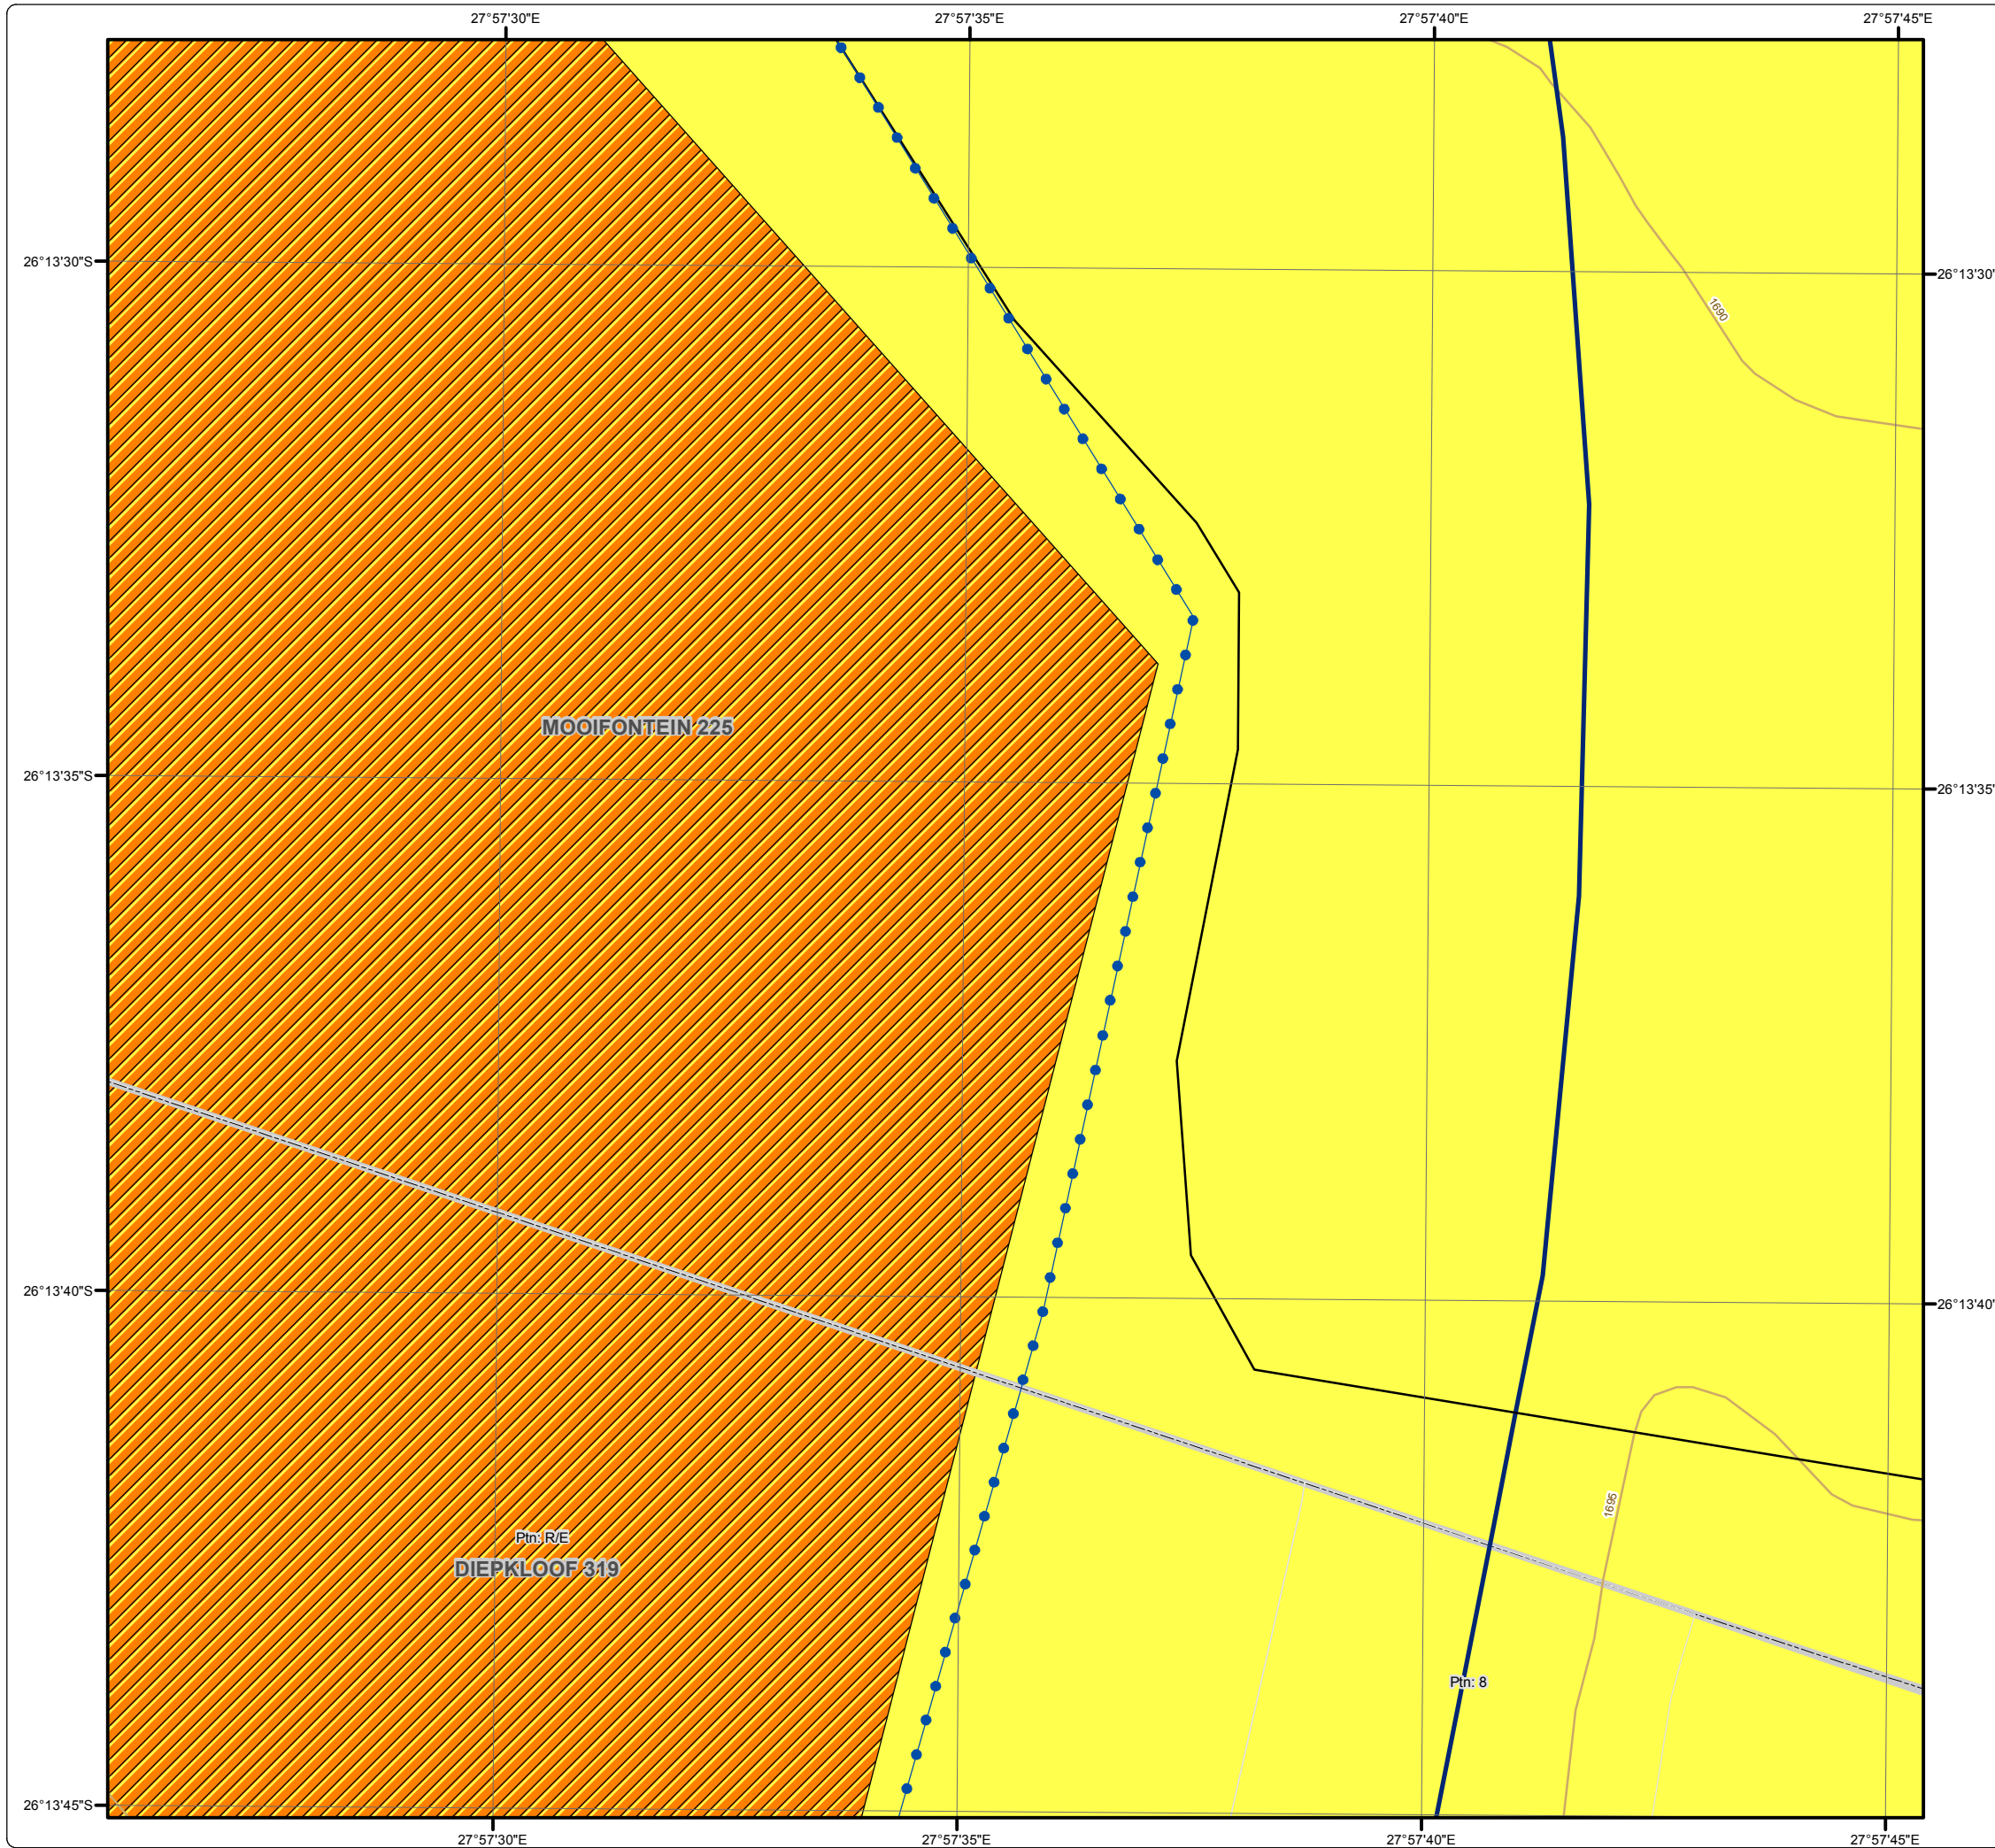 27°57'30"E
27°57'35"E
27°57'40"E
27°57'45"E
26°13'30"S
26°13'30"
1690
MOOIFONTEIN 225
26°13'35"S
26°13'35"
26°13'40"S
26°13'40"
1695
Ptn: R/E
DIEPKLOOF 319
Ptn: 8
26°13'45"S
27°57'30"E
27°57'35"E
27°57'40"E
27°57'45"E